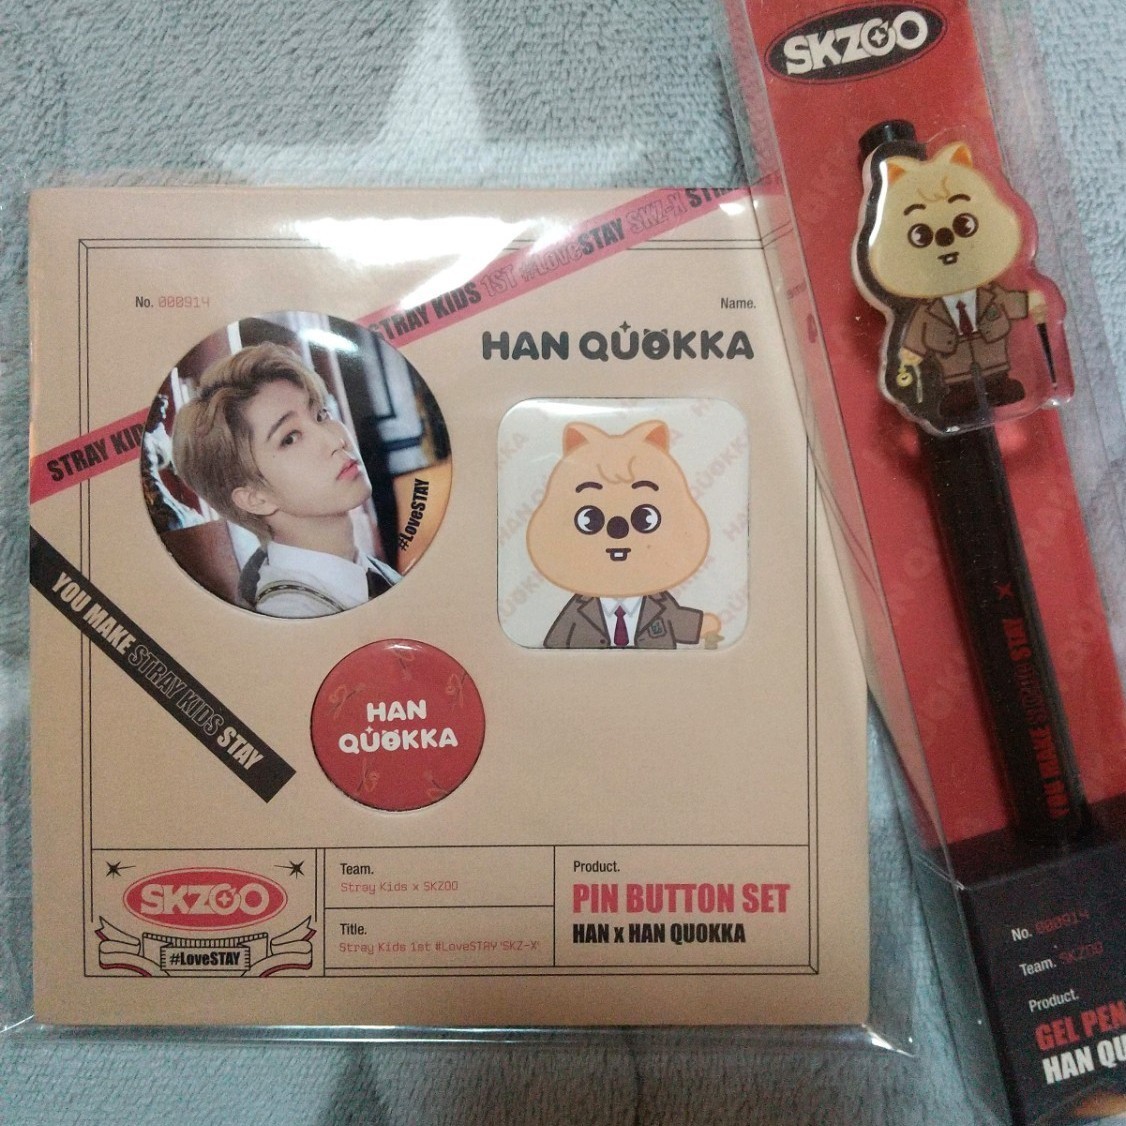 No. 000914
Name.
HAN QUOKKA
STRAY KIDS 1ST #LoveSTAY SKZ-X
STRAY
#LoveSTAY
YOU MAKE STRAY KIDS STAY
HAN
QUOKKA
SKZOO
#LoveSTAY
Team.
Stray Kids x SKZOO
Title.
Stray Kids 1st #LoveSTAY 'SKZ-X'
Product.
PIN BUTTON SET
HAN x HAN QUOKKA
SKZOO
YOU MAKE STRAY KIDS STAY
No. 000914
Team. SKZOO
Product.
GEL PEN
HAN